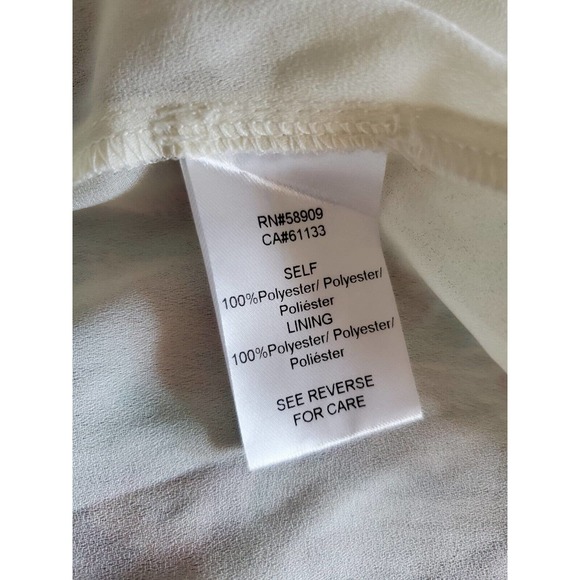 RN#58909
CA#61133
SELF
100%Polyester/ Polyester/
Poliéster
LINING
100%Polyester/ Polyester/
Poliéster
SEE REVERSE
FOR CARE